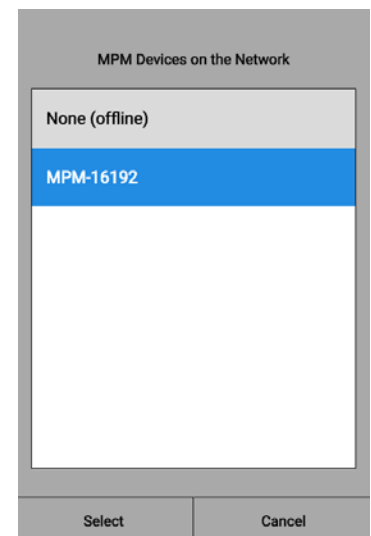 MPM Devices on the Network
None (offline)
MPM-16192
Select
Cancel